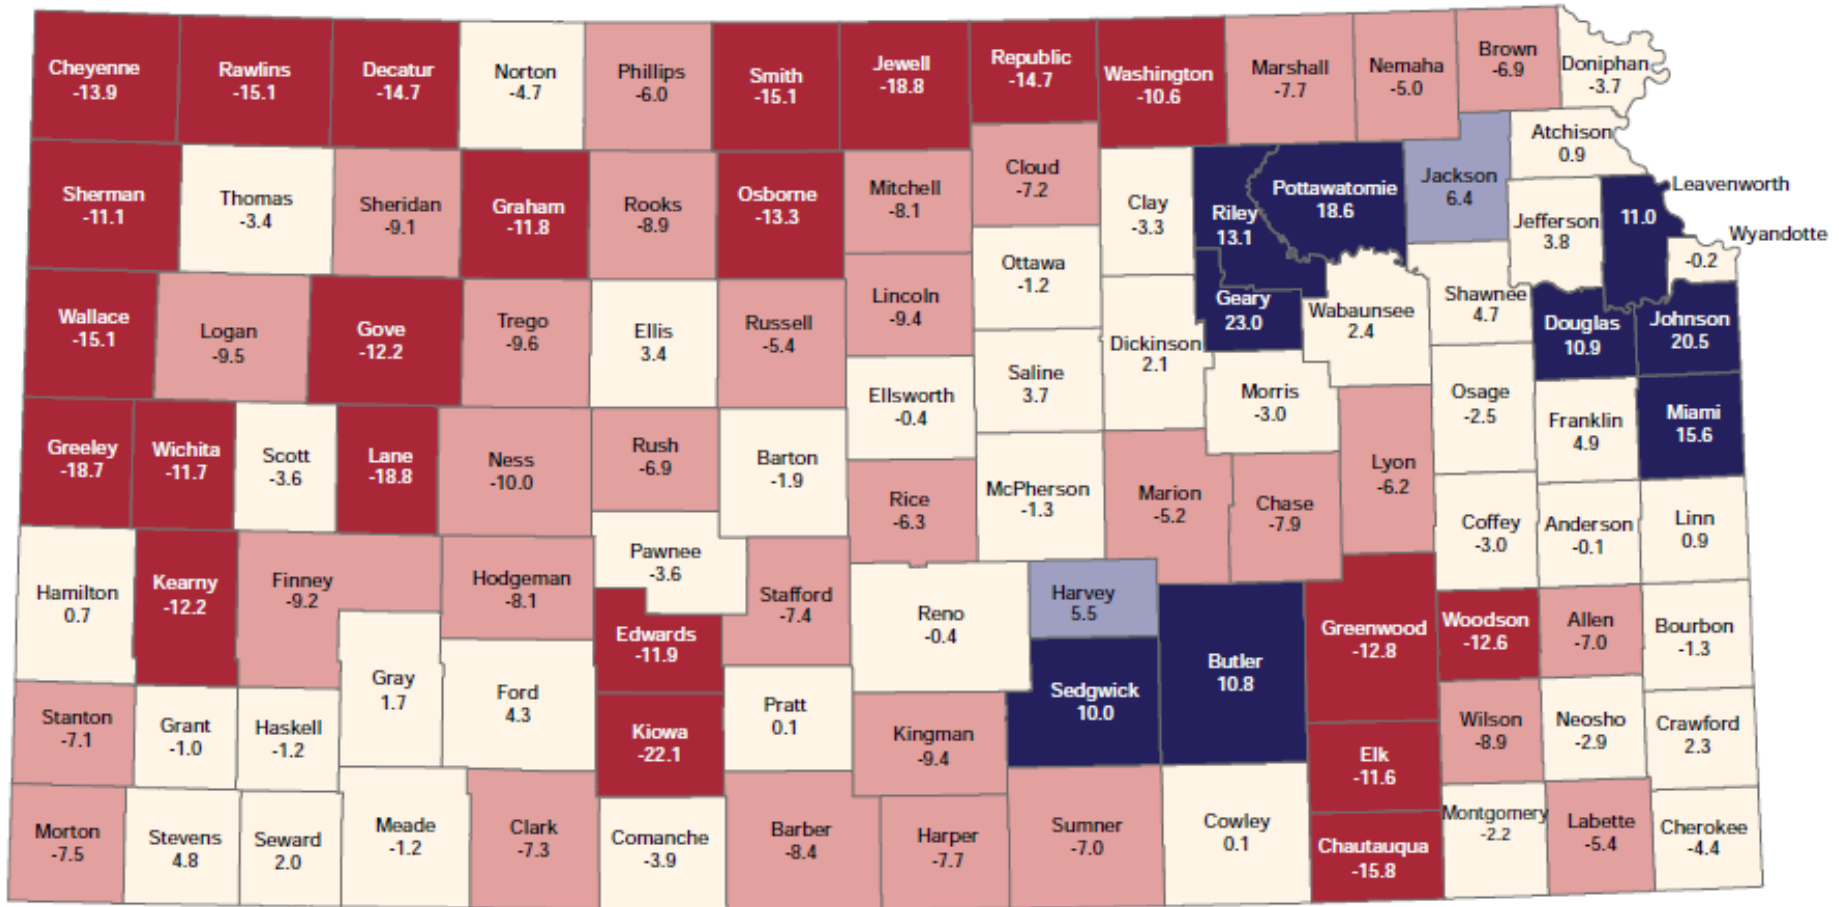 Cheyenne
-13.9
Rawlins
-15.1
Decatur
-14.7
Norton
-4.7
Phillips
-6.0
Smith
-15.1
Jewell
-18.8
Republic
-14.7
Washington
-10.6
Marshall
-7.7
Nemaha
-5.0
Brown
-6.9
Doniphan
-3.7
Atchison
0.9
Sherman
-11.1
Thomas
-3.4
Sheridan
-9.1
Graham
-11.8
Rooks
-8.9
Osborne
-13.3
Mitchell
-8.1
Cloud
-7.2
Clay
-3.3
Riley
13.1
Pottawatomie
18.6
Jackson
6.4
Jefferson
3.8
11.0
Leavenworth
Wyandotte
-0.2
Ottawa
-1.2
Wallace
-15.1
Logan
-9.5
Gove
-12.2
Trego
-9.6
Ellis
3.4
Russell
-5.4
Lincoln
-9.4
Geary
23.0
Wabaunsee
2.4
Shawnee
4.7
Douglas
10.9
Johnson
20.5
Dickinson
2.1
Saline
3.7
Ellsworth
-0.4
Morris
-3.0
Osage
-2.5
Franklin
4.9
Miami
15.6
Greeley
-18.7
Wichita
-11.7
Scott
-3.6
Lane
-18.8
Ness
-10.0
Rush
-6.9
Barton
-1.9
Rice
-6.3
McPherson
-1.3
Marion
-5.2
Chase
-7.9
Lyon
-6.2
Coffey
-3.0
Anderson
-0.1
Linn
0.9
Hamilton
0.7
Kearny
-12.2
Finney
-9.2
Hodgeman
-8.1
Pawnee
-3.6
Stafford
-7.4
Edwards
-11.9
Reno
-0.4
Harvey
5.5
Butler
10.8
Greenwood
-12.8
Woodson
-12.6
Allen
-7.0
Bourbon
-1.3
Gray
1.7
Ford
4.3
Kiowa
-22.1
Pratt
0.1
Kingman
-9.4
Sedgwick
10.0
Stanton
-7.1
Grant
-1.0
Haskell
-1.2
Elk
-11.6
Wilson
-8.9
Neosho
-2.9
Crawford
2.3
Morton
-7.5
Stevens
4.8
Seward
2.0
Meade
-1.2
Clark
-7.3
Comanche
-3.9
Barber
-8.4
Harper
-7.7
Sumner
-7.0
Cowley
0.1
Chautauqua
-15.8
Montgomery
-2.2
Labette
-5.4
Cherokee
-4.4